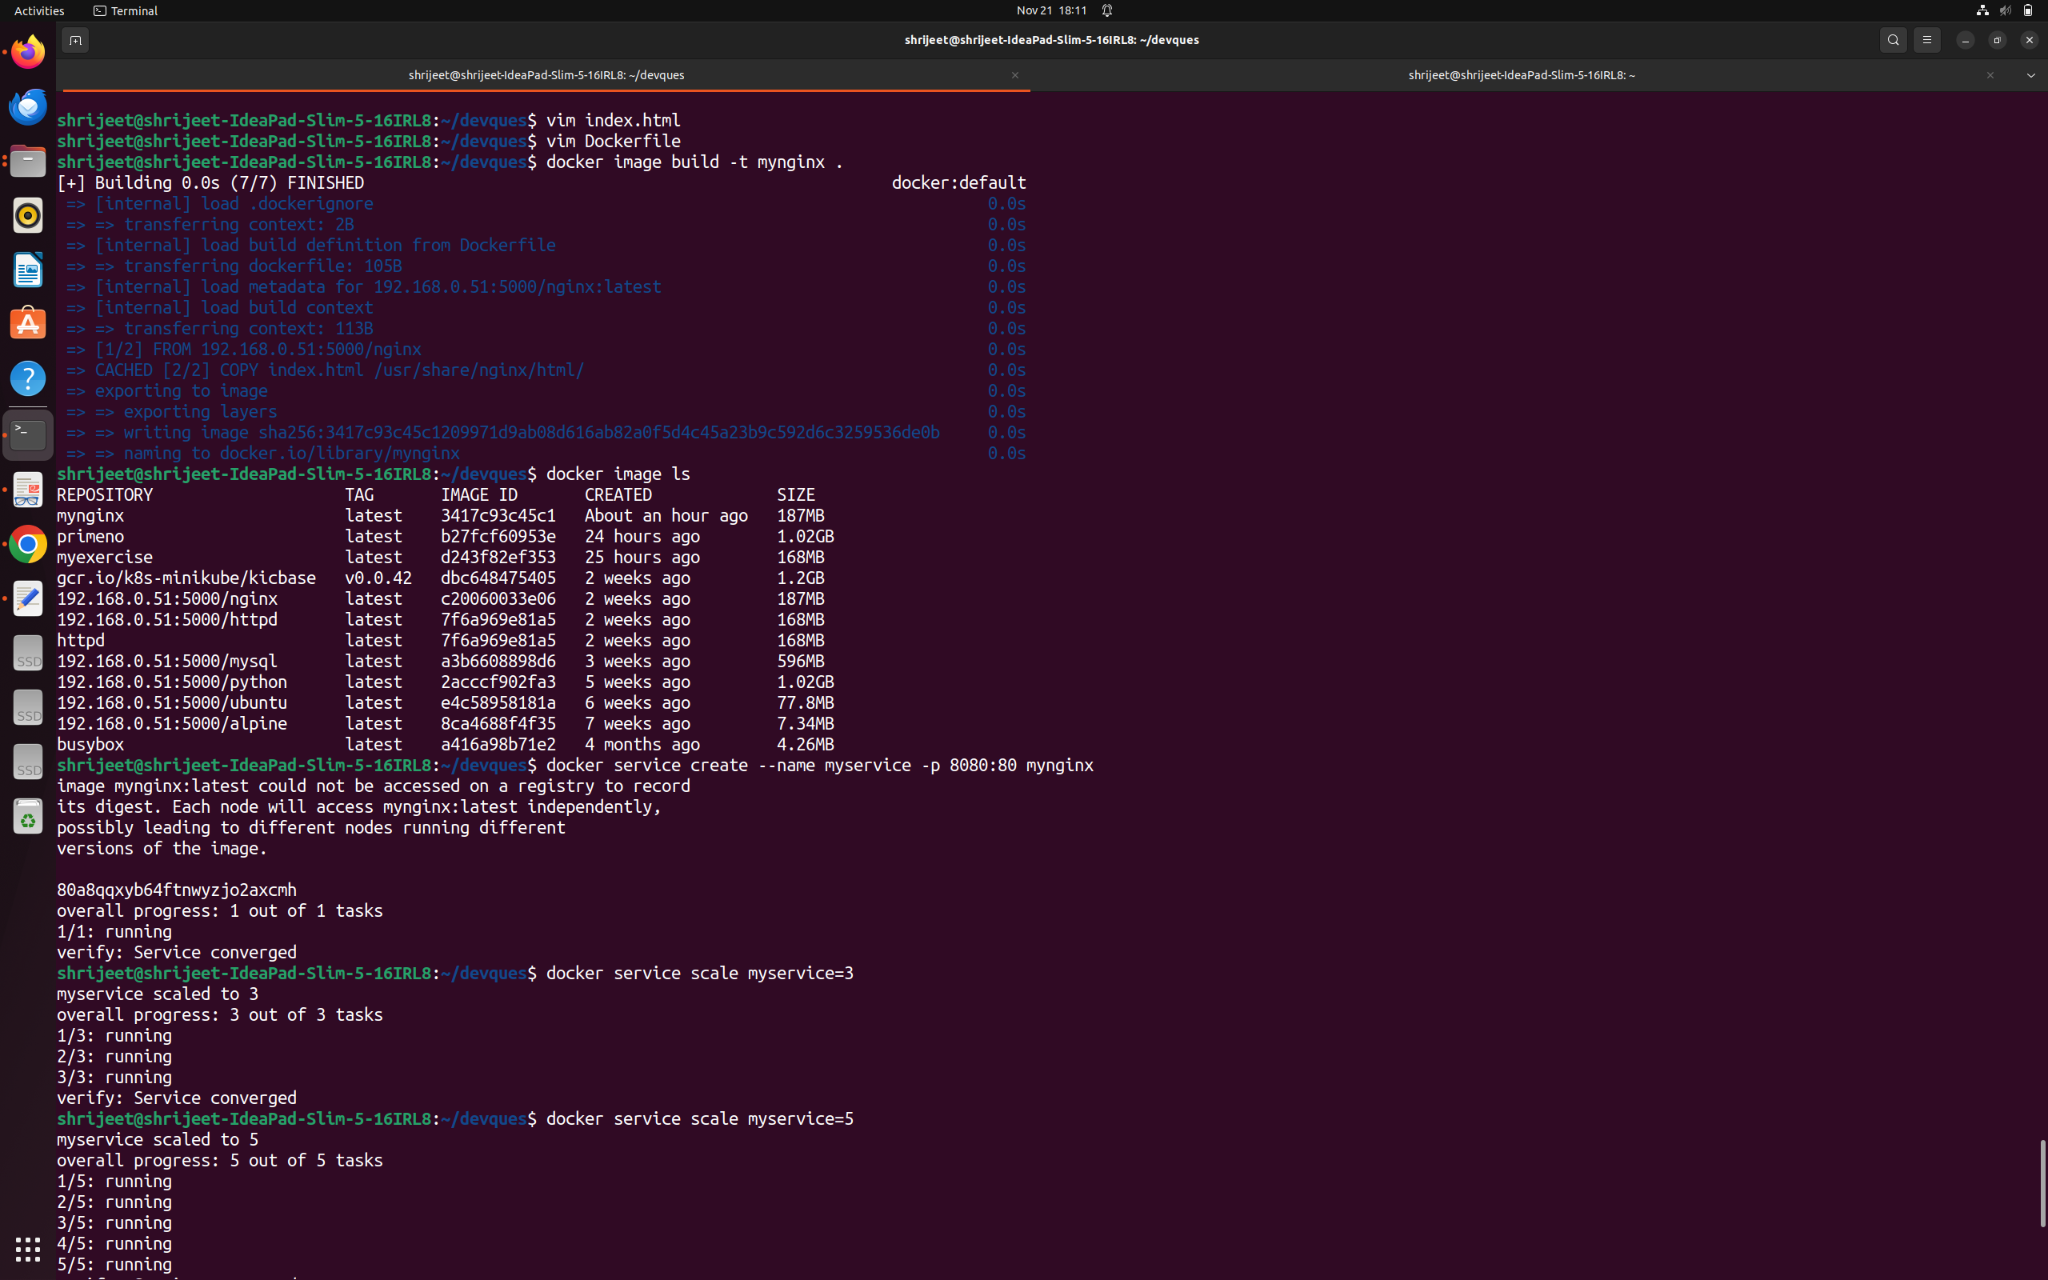 Activities Terminal Nov 21 18:11
shrijeet@shrijeet-IdeaPad-Slim-5-16IRL8: ~/devques
shrijeet@shrijeet-IdeaPad-Slim-5-16IRL8: ~/devques shrijeet@shrijeet-IdeaPad-Slim-5-16IRL8: ~
shrijeet@shrijeet-IdeaPad-Slim-5-16IRL8:~/devques$ vim index.html
shrijeet@shrijeet-IdeaPad-Slim-5-16IRL8:~/devques$ vim Dockerfile
shrijeet@shrijeet-IdeaPad-Slim-5-16IRL8:~/devques$ docker image build -t mynginx .
[+] Building 0.0s (7/7) FINISHED docker:default
=> [internal] load .dockerignore 0.0s
=> => transferring context: 2B 0.0s
=> [internal] load build definition from Dockerfile 0.0s
=> => transferring dockerfile: 105B 0.0s
=> [internal] load metadata for 192.168.0.51:5000/nginx:latest 0.0s
=> [internal] load build context 0.0s
=> => transferring context: 113B 0.0s
=> [1/2] FROM 192.168.0.51:5000/nginx 0.0s
=> CACHED [2/2] COPY index.html /usr/share/nginx/html/ 0.0s
=> exporting to image 0.0s
=> => exporting layers 0.0s
=> => writing image sha256:3417c93c45c1209971d9ab08d616ab82a0f5d4c45a23b9c592d6c3259536de0b 0.0s
=> => naming to docker.io/library/mynginx 0.0s
shrijeet@shrijeet-IdeaPad-Slim-5-16IRL8:~/devques$ docker image ls
REPOSITORY TAG IMAGE ID CREATED SIZE
mynginx latest 3417c93c45c1 About an hour ago 187MB
primeno latest b27fcf60953e 24 hours ago 1.02GB
myexercise latest d243f82ef353 25 hours ago 168MB
gcr.io/k8s-minikube/kicbase v0.0.42 dbc648475405 2 weeks ago 1.2GB
192.168.0.51:5000/nginx latest c20060033e06 2 weeks ago 187MB
192.168.0.51:5000/httpd latest 7f6a969e81a5 2 weeks ago 168MB
httpd latest 7f6a969e81a5 2 weeks ago 168MB
192.168.0.51:5000/mysql latest a3b6608898d6 3 weeks ago 596MB
192.168.0.51:5000/python latest 2acccf902fa3 5 weeks ago 1.02GB
192.168.0.51:5000/ubuntu latest e4c58958181a 6 weeks ago 77.8MB
192.168.0.51:5000/alpine latest 8ca4688f4f35 7 weeks ago 7.34MB
busybox latest a416a98b71e2 4 months ago 4.26MB
shrijeet@shrijeet-IdeaPad-Slim-5-16IRL8:~/devques$ docker service create --name myservice -p 8080:80 mynginx
image mynginx:latest could not be accessed on a registry to record
its digest. Each node will access mynginx:latest independently,
possibly leading to different nodes running different
versions of the image.
80a8qqxyb64ftnwyzjo2axcmh
overall progress: 1 out of 1 tasks
1/1: running
verify: Service converged
shrijeet@shrijeet-IdeaPad-Slim-5-16IRL8:~/devques$ docker service scale myservice=3
myservice scaled to 3
overall progress: 3 out of 3 tasks
1/3: running
2/3: running
3/3: running
verify: Service converged
shrijeet@shrijeet-IdeaPad-Slim-5-16IRL8:~/devques$ docker service scale myservice=5
myservice scaled to 5
overall progress: 5 out of 5 tasks
1/5: running
2/5: running
3/5: running
4/5: running
5/5: running
SSD
SSD
SSD